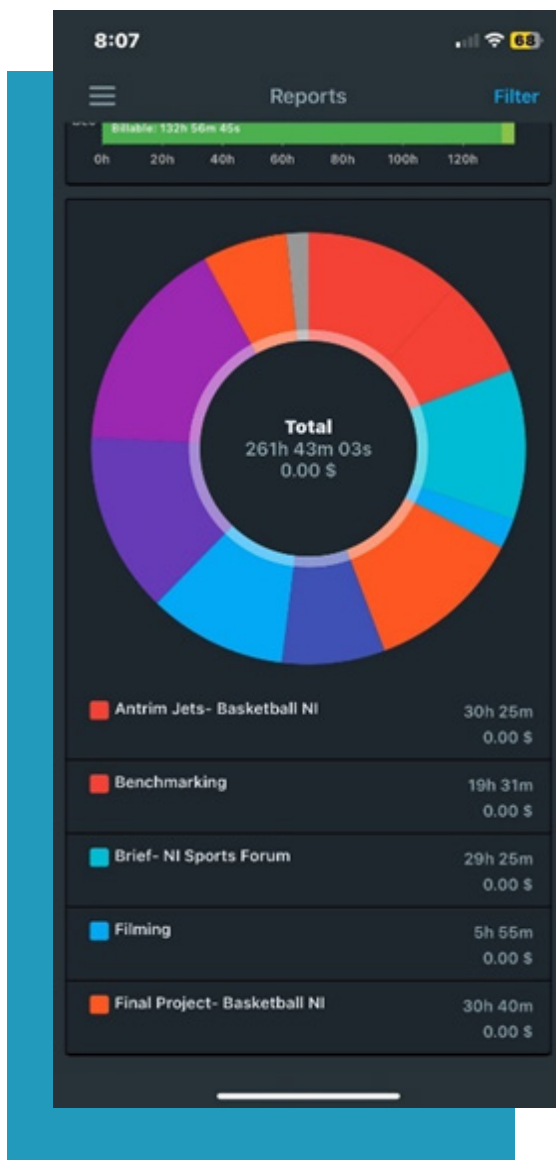 8:07
68
Reports
Filter
Billable: 132h 56m 45s
0h 20h 40h 60h 80h 100h 120h
Total
261h 43m 03s
0.00 $
Antrim Jets- Basketball NI
30h 25m
0.00 $
Benchmarking
19h 31m
0.00 $
Brief- NI Sports Forum
29h 25m
0.00 $
Filming
5h 55m
0.00 $
Final Project- Basketball NI
30h 40m
0.00 $